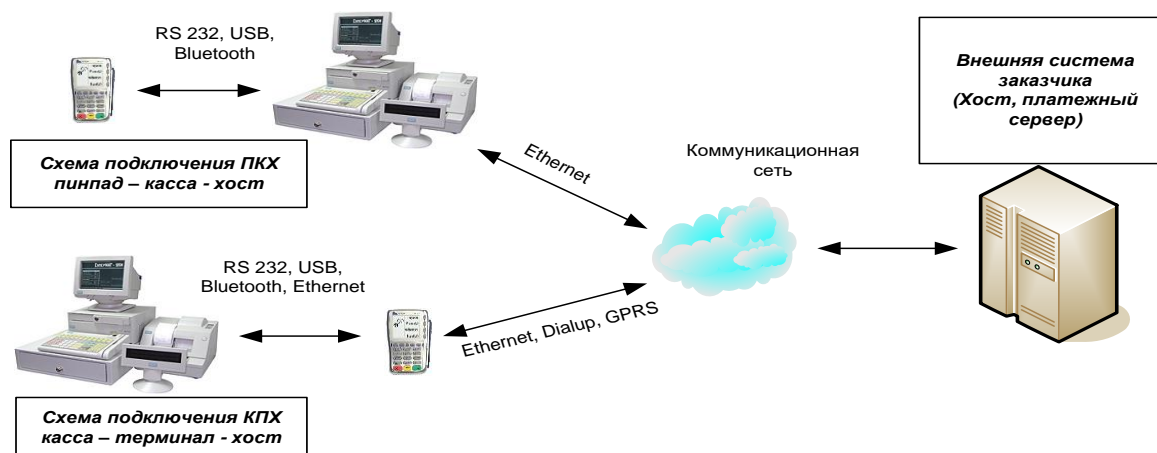 RS 232, USB,
Bluetooth
Схема подключения ПКХ
пинпад – касса - хост
Ethernet
Коммуникационная
сеть
Внешняя система
заказчика
(Хост, платежный
сервер)
RS 232, USB,
Bluetooth, Ethernet
Ethernet, Dialup, GPRS
Схема подключения КПХ
касса – терминал - хост